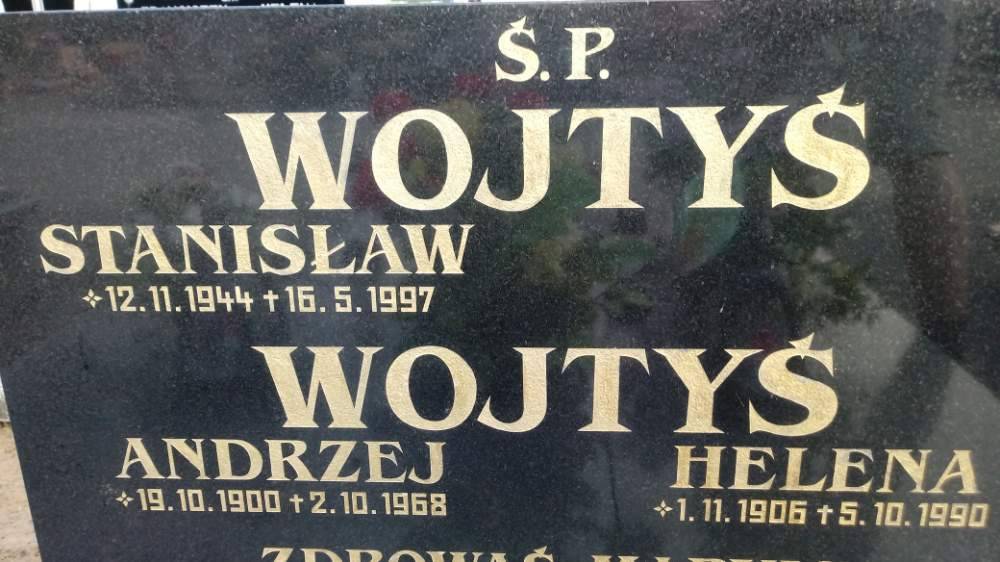 Ś. P.
WOJTYŚ
STANISŁAW
12.11.1944 † 16.5.1997
WOJTYŚ
ANDRZEJ HELENA
19.10.1900 † 2.10.1968 1.11.1906 † 5.10.1990
ZDROWAŚ